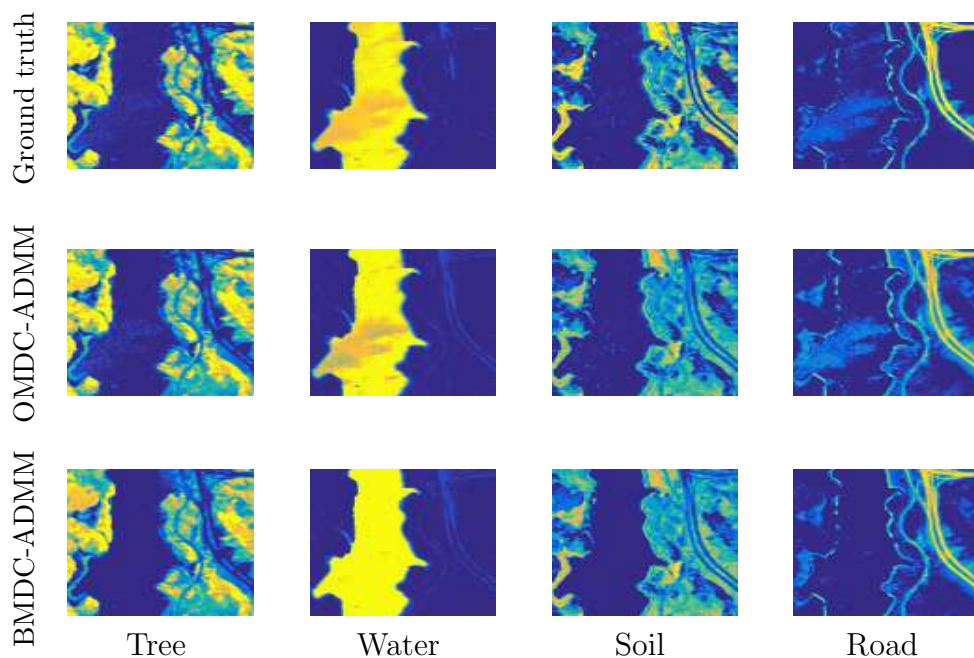 Ground truth
OMDC-ADMM
BMDC-ADMM
Tree
Water
Soil
Road